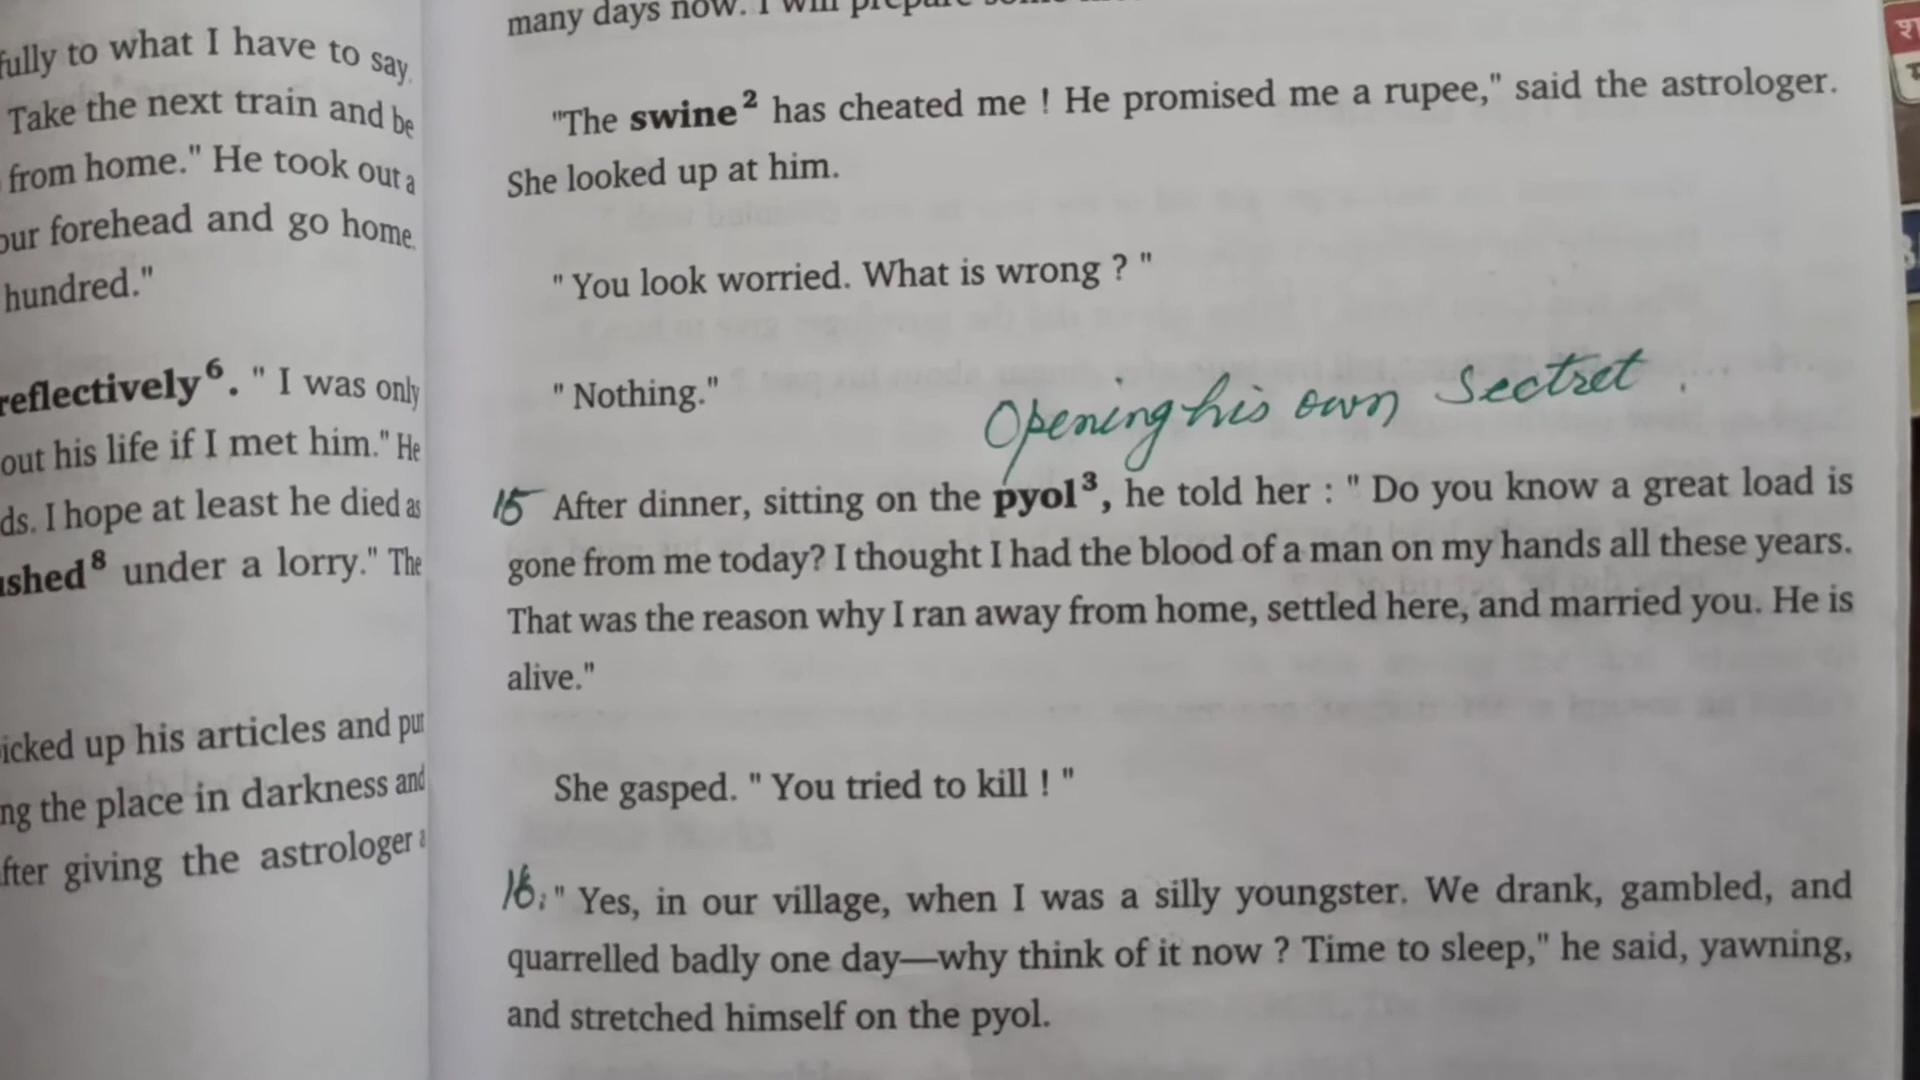 fully to what I have to say.
Take the next train and be
from home." He took out a
our forehead and go home.
hundred."
reflectively⁶. " I was only
out his life if I met him." He
ds. I hope at least he died as
shed⁸ under a lorry." The
icked up his articles and put
ng the place in darkness and
fter giving the astrologer a
many days now. I will prepare some
"The swine² has cheated me ! He promised me a rupee," said the astrologer.
She looked up at him.
" You look worried. What is wrong ? "
" Nothing."
Opening his own Sectret .
15 After dinner, sitting on the pyol³, he told her : " Do you know a great load is
gone from me today? I thought I had the blood of a man on my hands all these years.
That was the reason why I ran away from home, settled here, and married you. He is
alive."
She gasped. " You tried to kill ! "
16. " Yes, in our village, when I was a silly youngster. We drank, gambled, and
quarrelled badly one day—why think of it now ? Time to sleep," he said, yawning,
and stretched himself on the pyol.